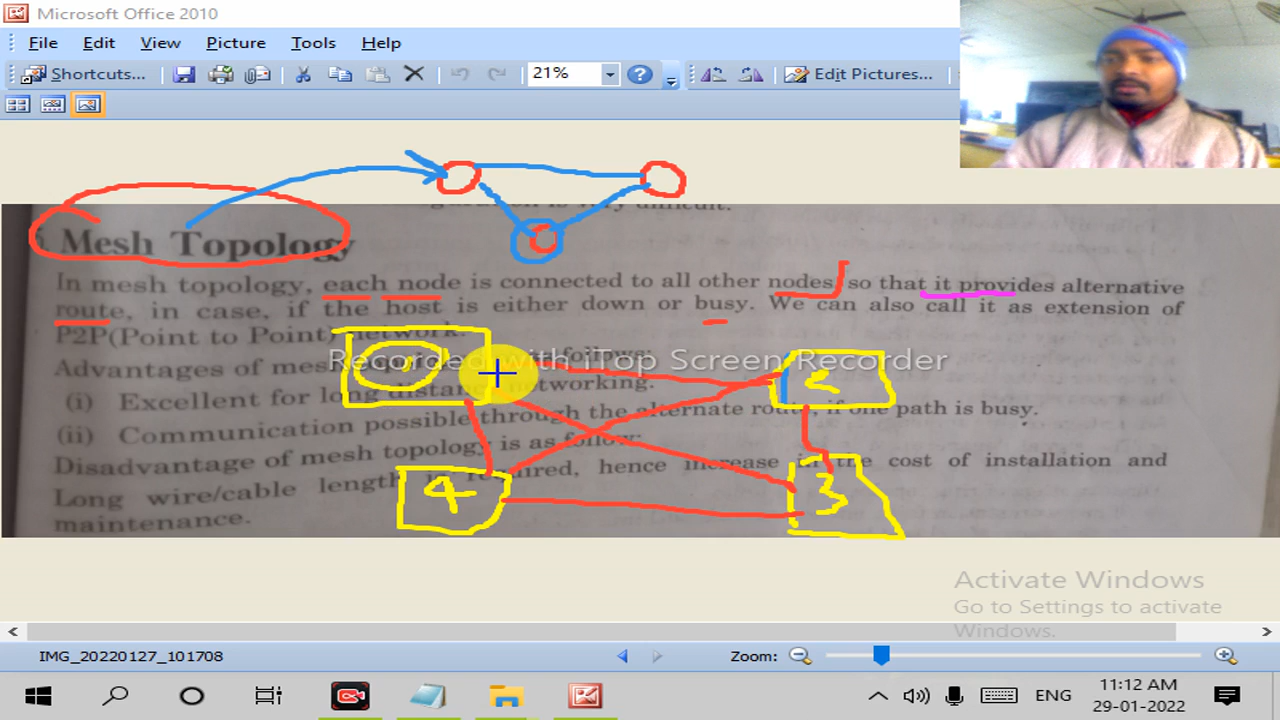 Microsoft Office 2010
File Edit View Picture Tools Help
Shortcuts... 21% Edit Pictures...
Mesh Topology
In mesh topology, each node is connected to all other nodes, so that it provides alternative
route, in case, if the host is either down or busy. We can also call it as extension of
P2P(Point to Point) network.
Recorded with iTop Screen Recorder
Advantages of mesh follows:
(i) Excellent for long distance networking.
(ii) Communication possible through the alternate route, if one path is busy.
Disadvantage of mesh topology is as follow:
Long wire/cable length is required, hence increase in the cost of installation and
maintenance.
4 3
Activate Windows
Go to Settings to activate
Windows.
IMG_20220127_101708 Zoom:
ENG 11:12 AM
29-01-2022